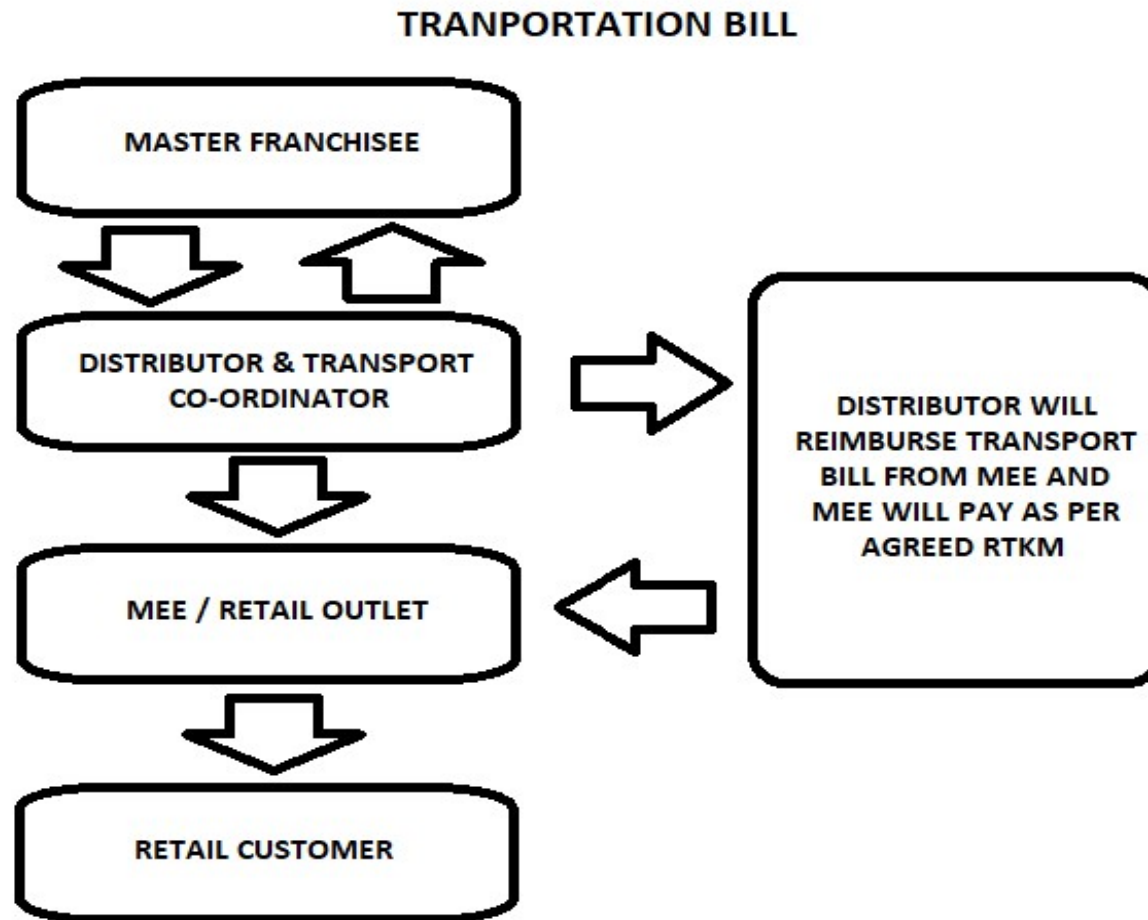 TRANPORTATION BILL
MASTER FRANCHISEE
DISTRIBUTOR & TRANSPORT
CO-ORDINATOR
DISTRIBUTOR WILL
REIMBURSE TRANSPORT
BILL FROM MEE AND
MEE WILL PAY AS PER
AGREED RTKM
MEE / RETAIL OUTLET
RETAIL CUSTOMER